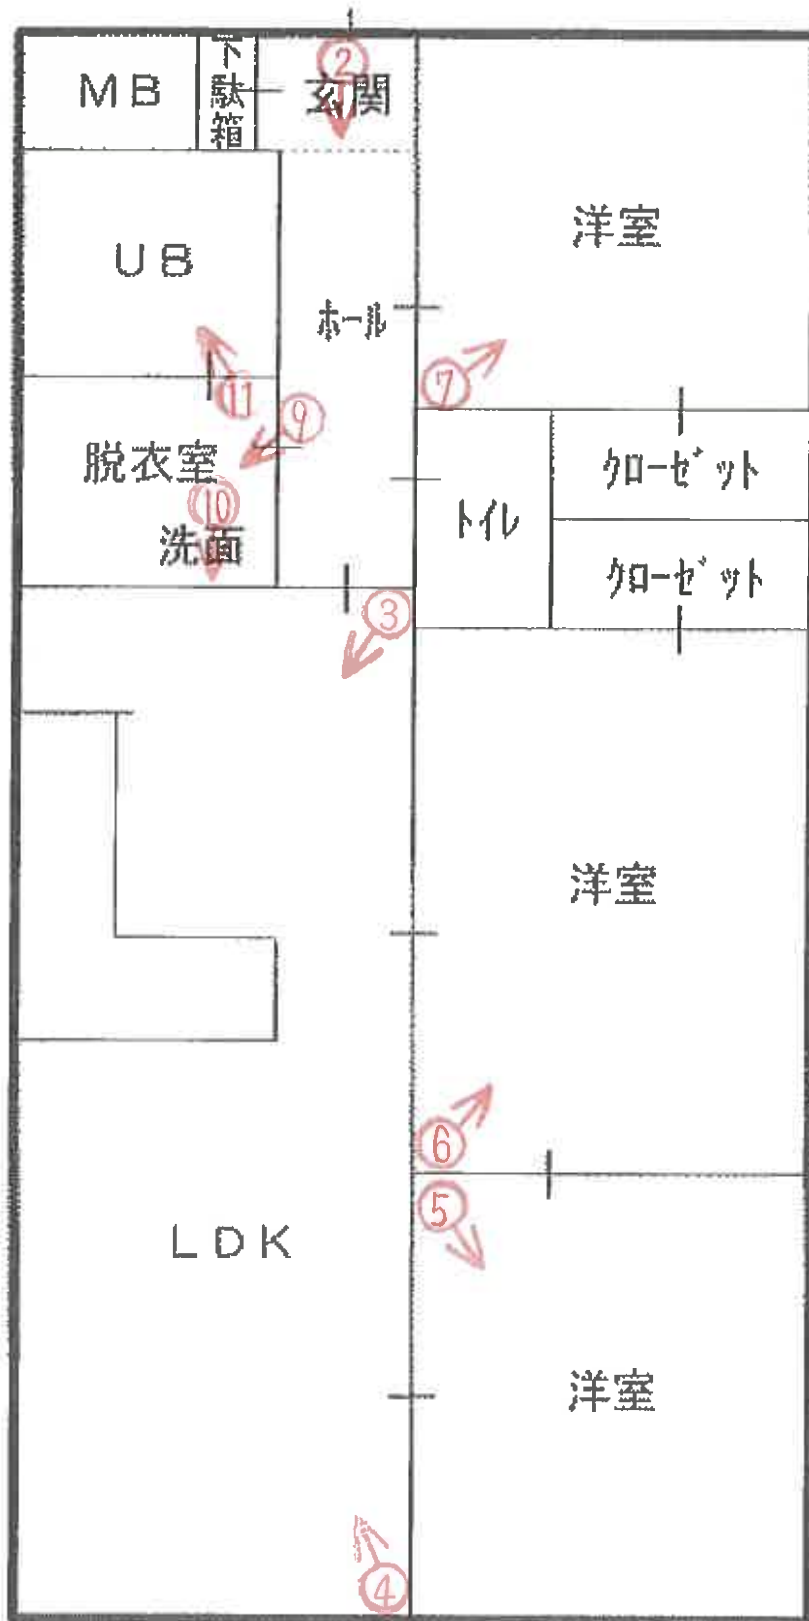 ②
MB
下駄箱
玄関
洋室
UB
ホール
⑪
⑨
⑦
脱衣室
⑩
洗面
トイレ
クローゼット
クローゼット
③
洋室
⑥
⑤
LDK
洋室
④